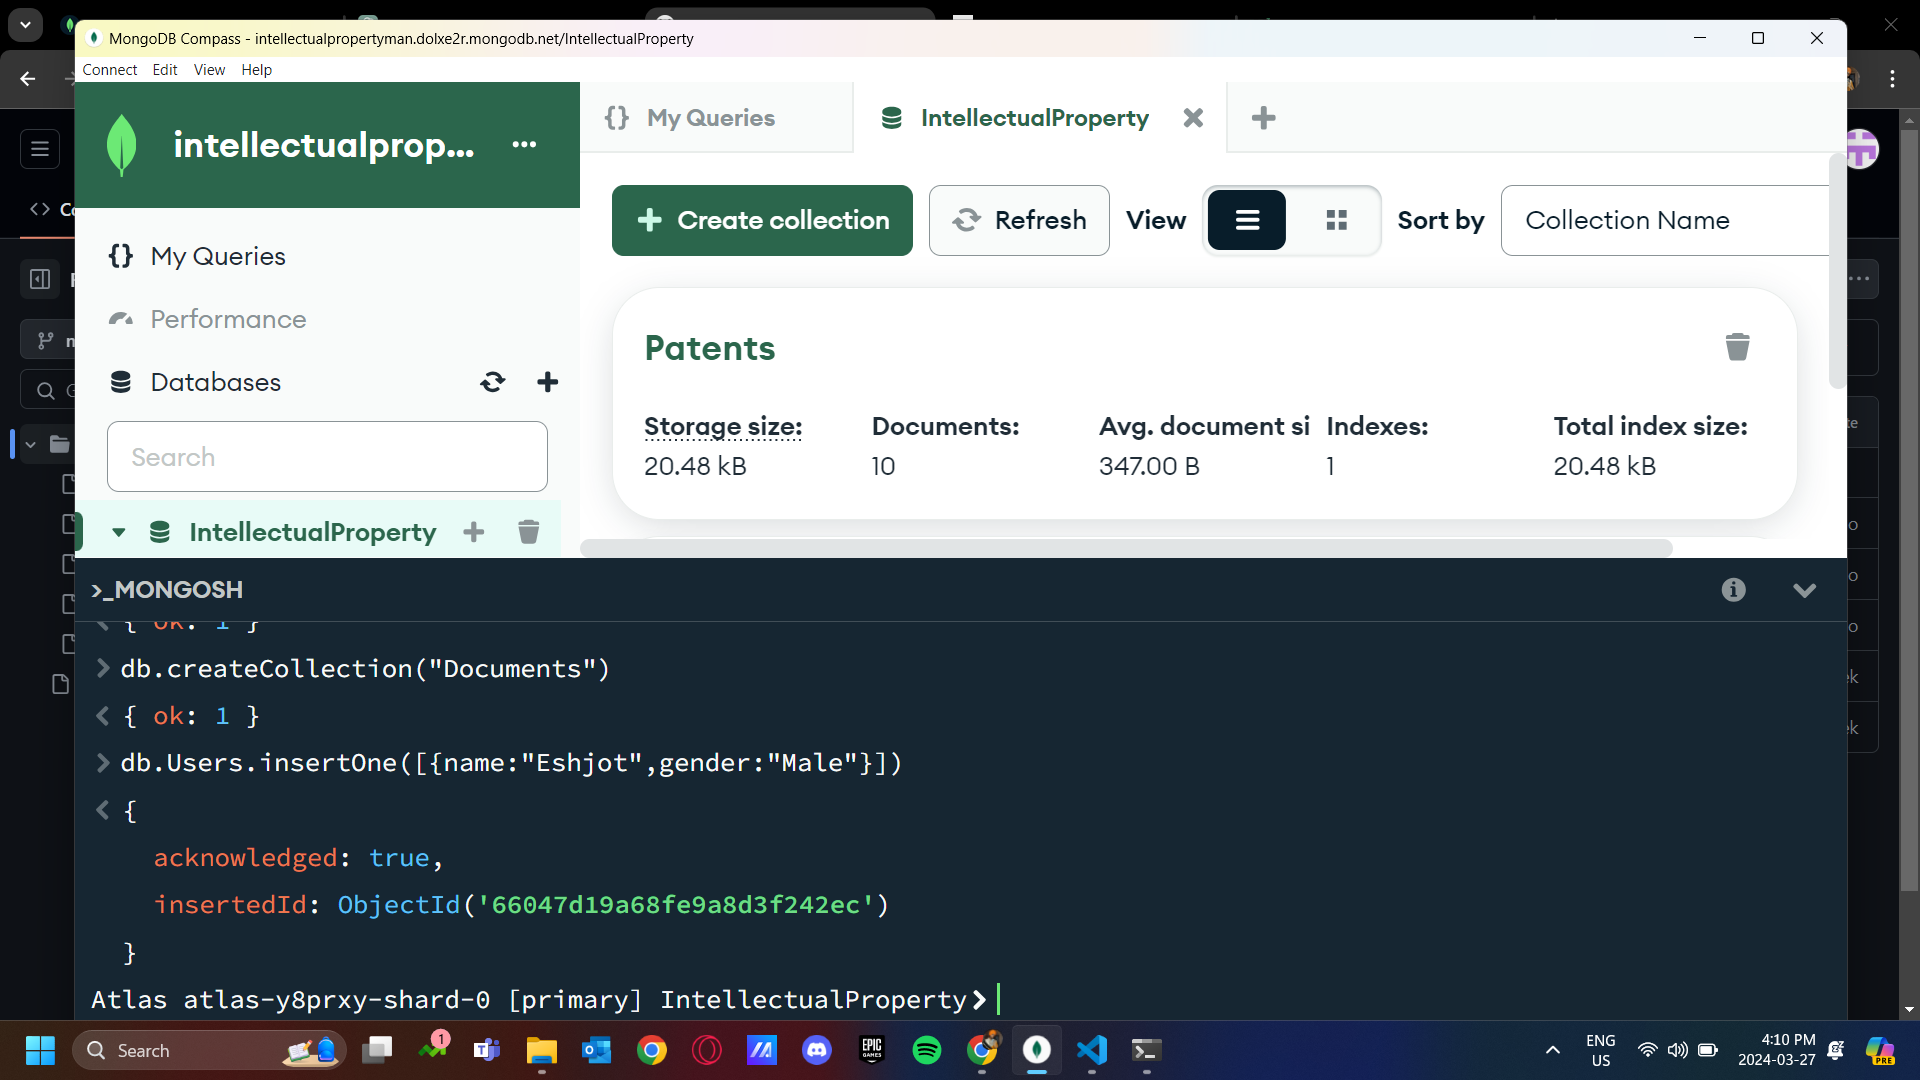 MongoDB Compass - intellectualpropertyman.dolxe2r.mongodb.net/IntellectualProperty
Connect Edit View Help
intellectualprop... ...
{} My Queries
IntellectualProperty
Create collection
Refresh
View
Sort by
Collection Name
{} My Queries
Performance
Databases
Search
IntellectualProperty
Patents
Storage size: Documents: Avg. document si Indexes: Total index size:
20.48 kB 10 347.00 B 1 20.48 kB
>_MONGOSH
{ ok: 1 }
db.createCollection("Documents")
{ ok: 1 }
db.Users.insertOne([{name:"Eshjot",gender:"Male"}])
{
acknowledged: true,
insertedId: ObjectId('66047d19a68fe9a8d3f242ec')
}
Atlas atlas-y8prxy-shard-0 [primary] IntellectualProperty>
Search
1
EPIC GAMES
ENG
US
4:10 PM
2024-03-27
PRE